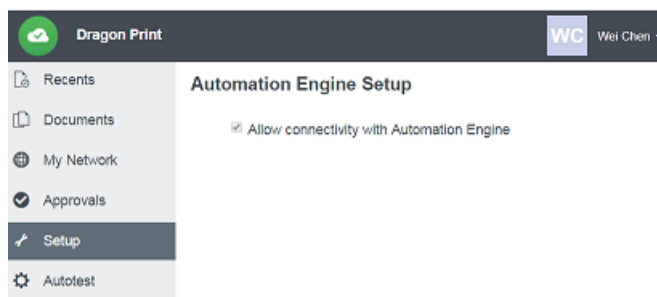 Dragon Print
WC Wei Chen
Recents
Automation Engine Setup
Documents
Allow connectivity with Automation Engine
My Network
Approvals
Setup
Autotest